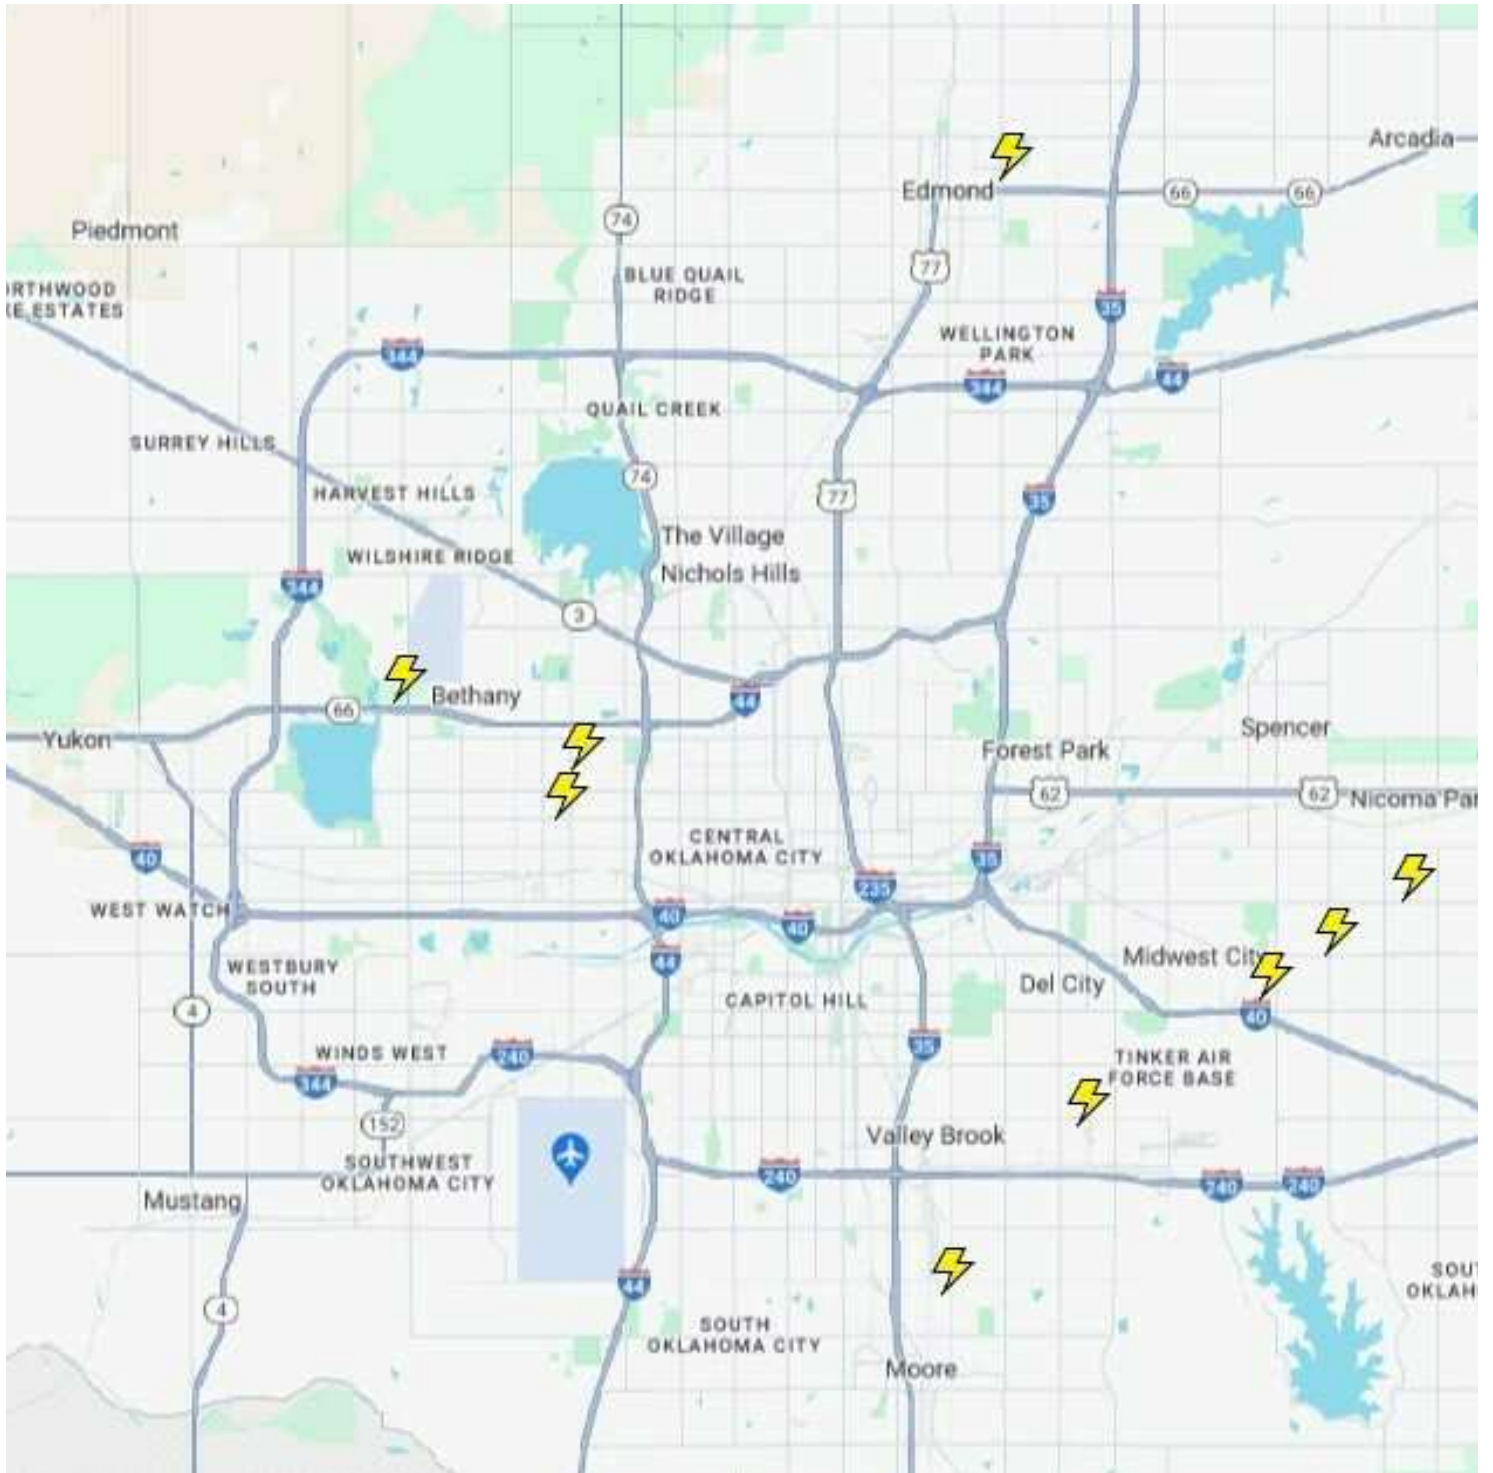 Arcadia
Edmond
66
66
74
Piedmont
77
BLUE QUAIL
RIDGE
ORTHWOOD
KE ESTATES
35
WELLINGTON
PARK
344
344
44
QUAIL CREEK
SURREY HILLS
74
HARVEST HILLS
77
35
The Village
WILSHIRE RIDGE
Nichols Hills
344
3
Bethany
44
66
Spencer
Yukon
Forest Park
62
62
Nicoma Par
CENTRAL
OKLAHOMA CITY
40
35
235
WEST WATCH
40
40
Midwest City
44
WESTBURY
SOUTH
Del City
CAPITOL HILL
4
40
35
WINDS WEST
240
TINKER AIR
FORCE BASE
344
152
Valley Brook
SOUTHWEST
OKLAHOMA CITY
240
240
240
Mustang
44
SOUT
OKLAH
4
SOUTH
OKLAHOMA CITY
Moore